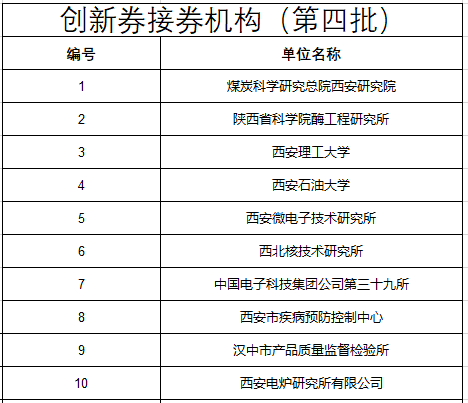 创新券接券机构（第四批）
编号 单位名称
1 煤炭科学研究总院西安研究院
2 陕西省科学院酶工程研究所
3 西安理工大学
4 西安石油大学
5 西安微电子技术研究所
6 西北核技术研究所
7 中国电子科技集团公司第三十九所
8 西安市疾病预防控制中心
9 汉中市产品质量监督检验所
10 西安电炉研究所有限公司